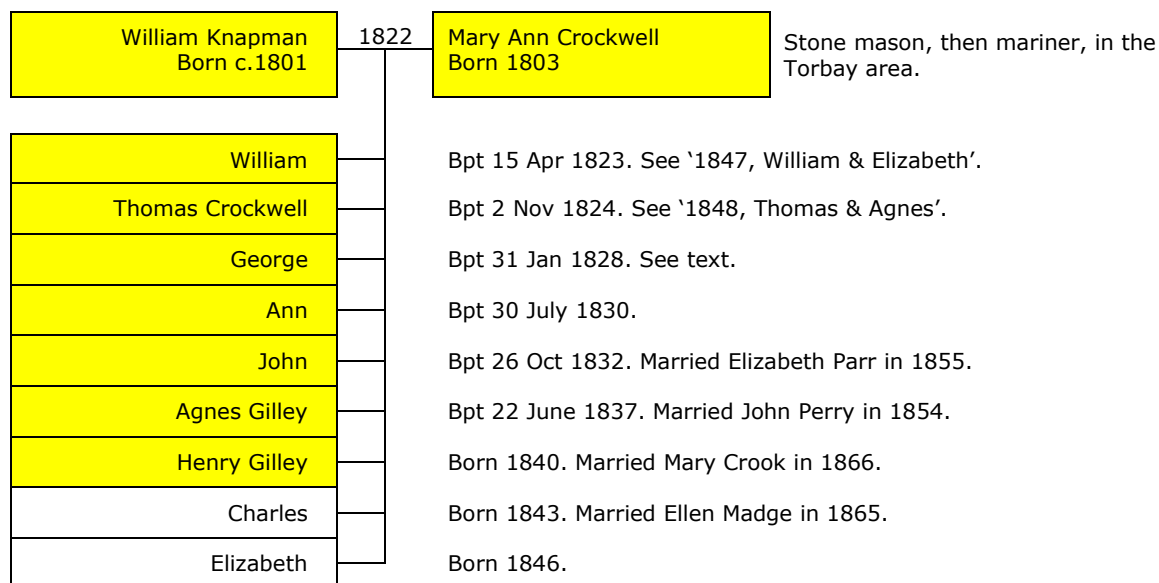 William Knapman
Born c.1801
1822
Mary Ann Crockwell
Born 1803
Stone mason, then mariner, in the
Torbay area.
William
Bpt 15 Apr 1823. See ‘1847, William & Elizabeth’.
Thomas Crockwell
Bpt 2 Nov 1824. See ‘1848, Thomas & Agnes’.
George
Bpt 31 Jan 1828. See text.
Ann
Bpt 30 July 1830.
John
Bpt 26 Oct 1832. Married Elizabeth Parr in 1855.
Agnes Gilley
Bpt 22 June 1837. Married John Perry in 1854.
Henry Gilley
Born 1840. Married Mary Crook in 1866.
Charles
Born 1843. Married Ellen Madge in 1865.
Elizabeth
Born 1846.